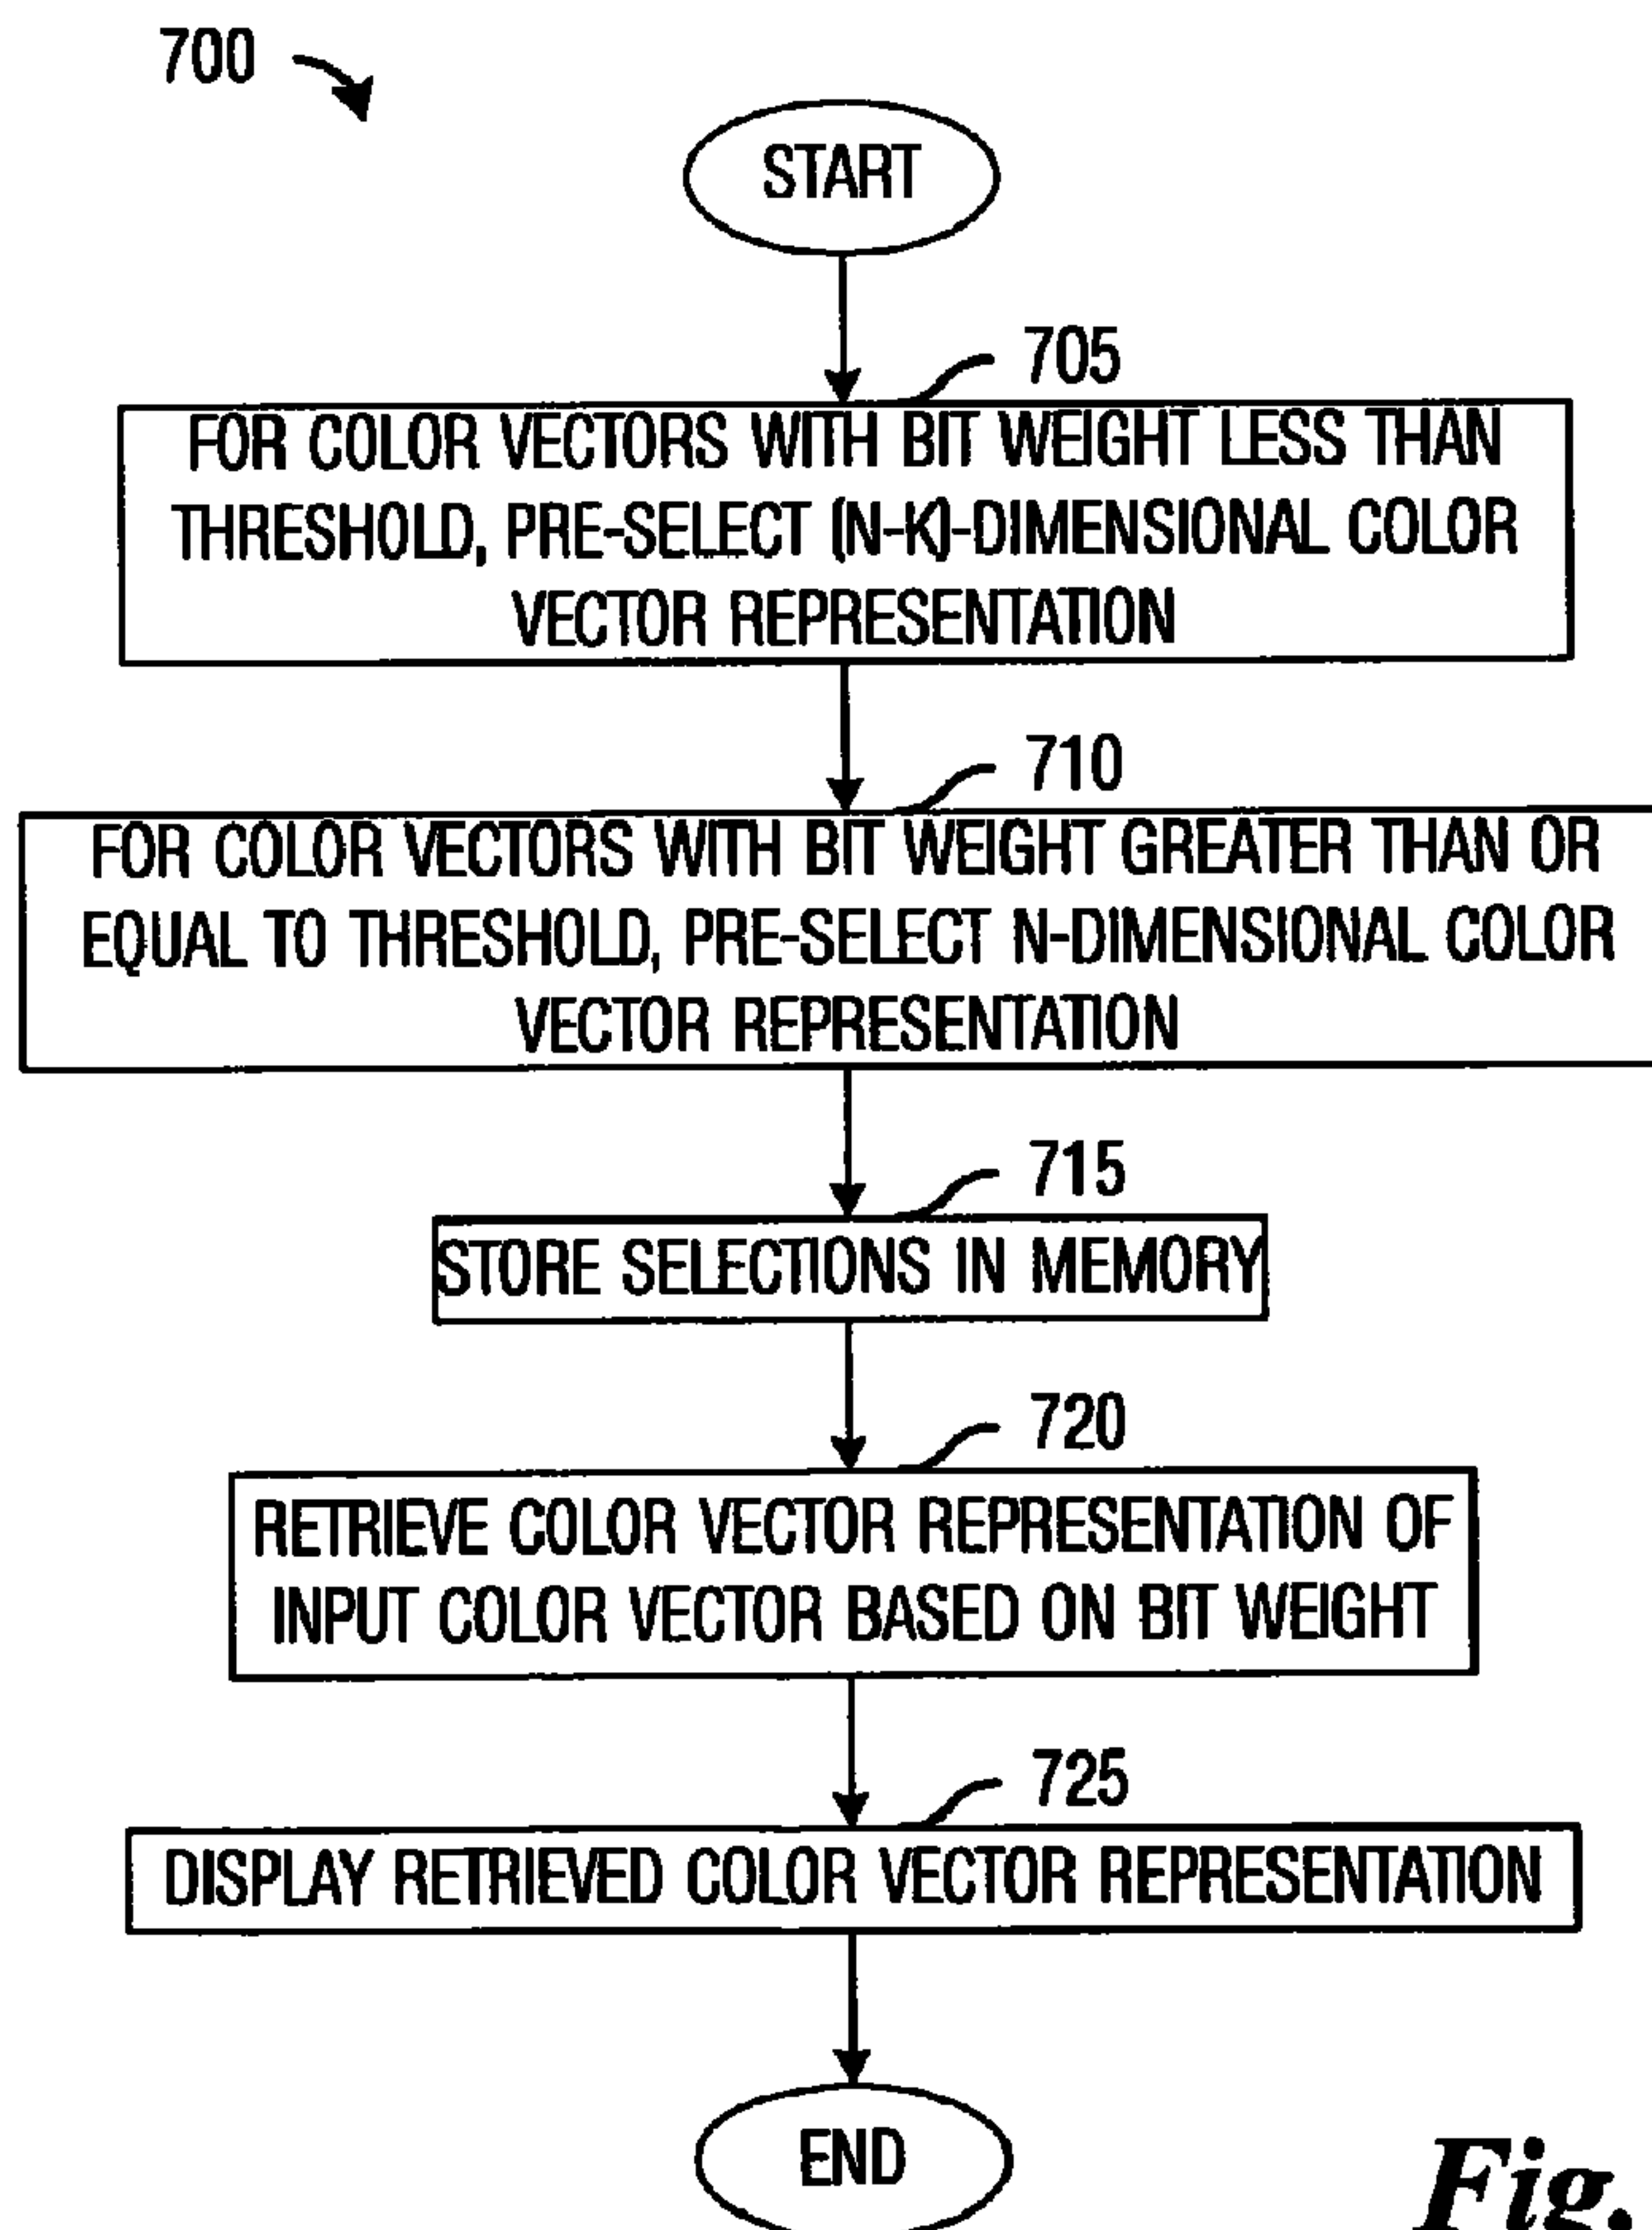 700
START
705
FOR COLOR VECTORS WITH BIT WEIGHT LESS THAN
THRESHOLD, PRE-SELECT (N-K)-DIMENSIONAL COLOR
VECTOR REPRESENTATION
710
FOR COLOR VECTORS WITH BIT WEIGHT GREATER THAN OR
EQUAL TO THRESHOLD, PRE-SELECT N-DIMENSIONAL COLOR
VECTOR REPRESENTATION
715
STORE SELECTIONS IN MEMORY
720
RETRIEVE COLOR VECTOR REPRESENTATION OF
INPUT COLOR VECTOR BASED ON BIT WEIGHT
725
DISPLAY RETRIEVED COLOR VECTOR REPRESENTATION
END
Fig.